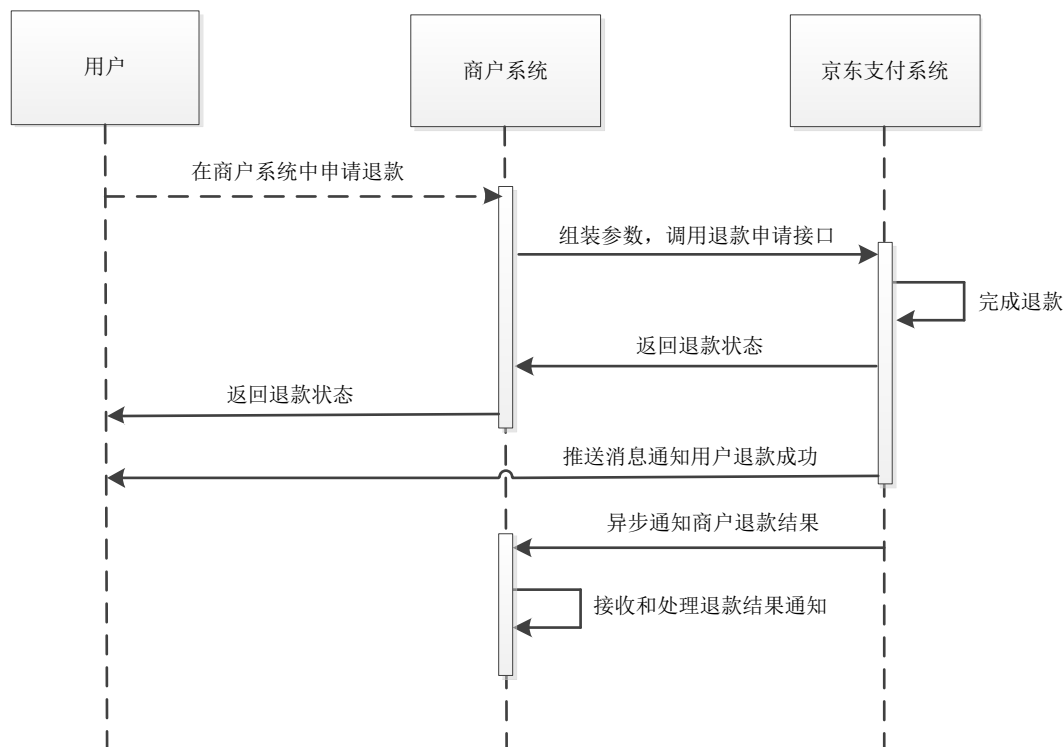 用户
商户系统
京东支付系统
在商户系统中申请退款
组装参数，调用退款申请接口
完成退款
返回退款状态
返回退款状态
推送消息通知用户退款成功
异步通知商户退款结果
接收和处理退款结果通知